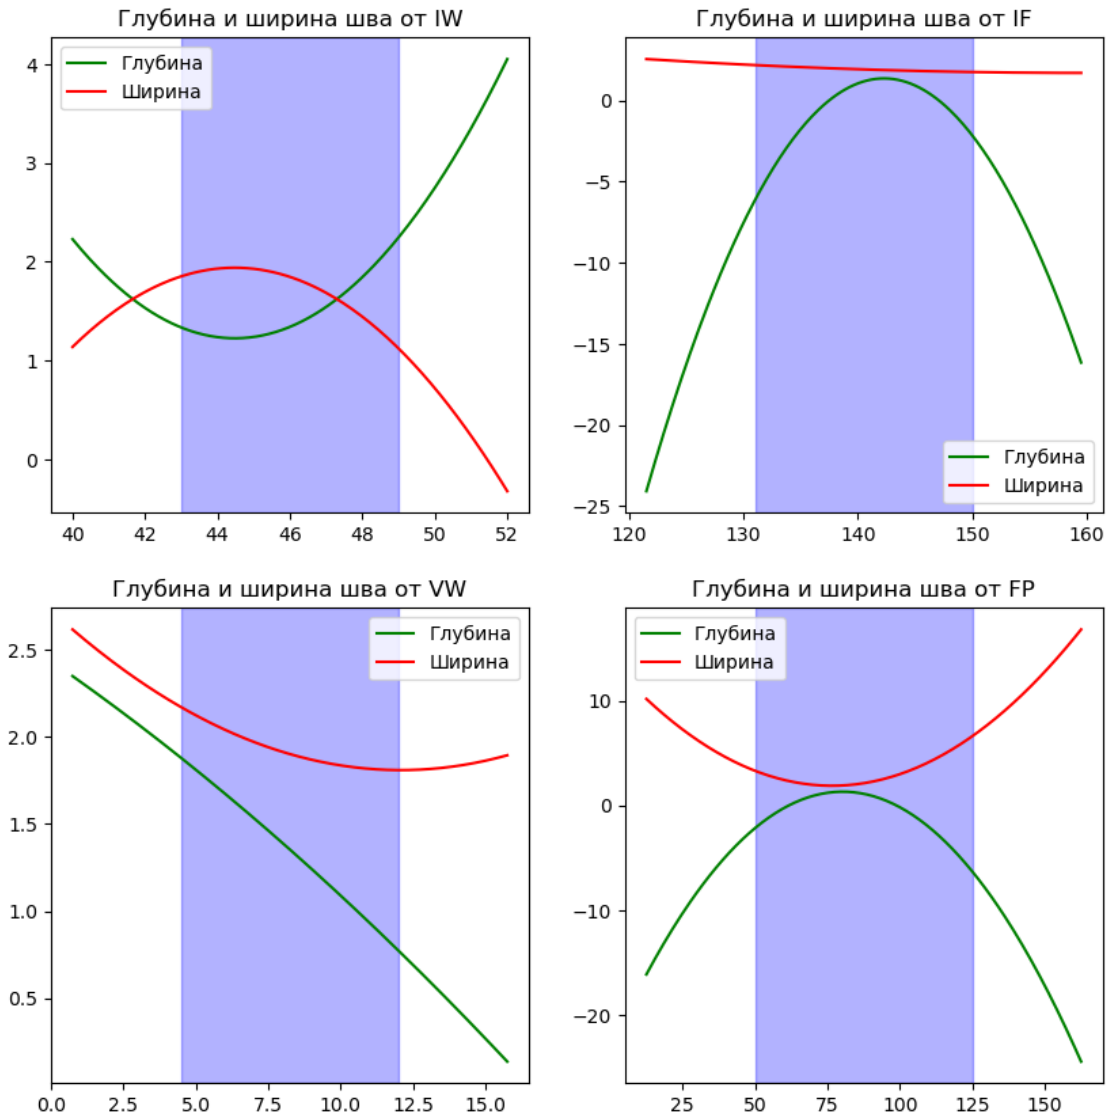 Глубина и ширина шва от IW
Глубина
Ширина
4
3
2
1
0
40 42 44 46 48 50 52
Глубина и ширина шва от IF
0
−5
−10
−15
−20
−25
Глубина
Ширина
120 130 140 150 160
Глубина и ширина шва от VW
Глубина
Ширина
2.5
2.0
1.5
1.0
0.5
0.0 2.5 5.0 7.5 10.0 12.5 15.0
Глубина и ширина шва от FP
Глубина
Ширина
10
0
−10
−20
25 50 75 100 125 150